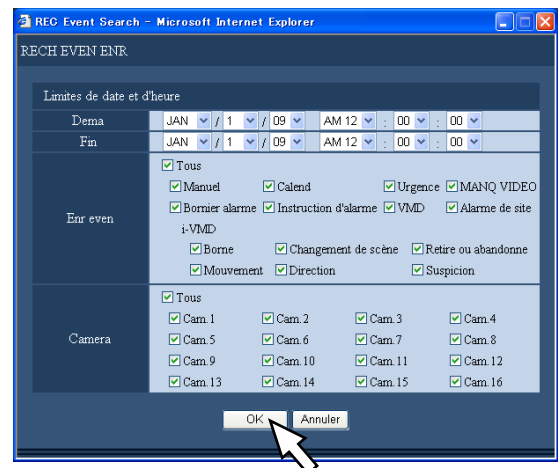 REC Event Search - Microsoft Internet Explorer
RECH EVEN ENR
Limites de date et d'heure
Dema JAN / 1 / 09 AM 12 : 00 : 00
Fin JAN / 1 / 09 AM 12 : 00 : 00
Enr even
Tous
Manuel Calend Urgence MANQ VIDEO
Bornier alarme Instruction d'alarme VMD Alarme de site
i-VMD
Borne Changement de scène Retire ou abandonne
Mouvement Direction Suspicion
Camera
Tous
Cam.1 Cam.2 Cam.3 Cam.4
Cam.5 Cam.6 Cam.7 Cam.8
Cam.9 Cam.10 Cam.11 Cam.12
Cam.13 Cam.14 Cam.15 Cam.16
OK Annuler